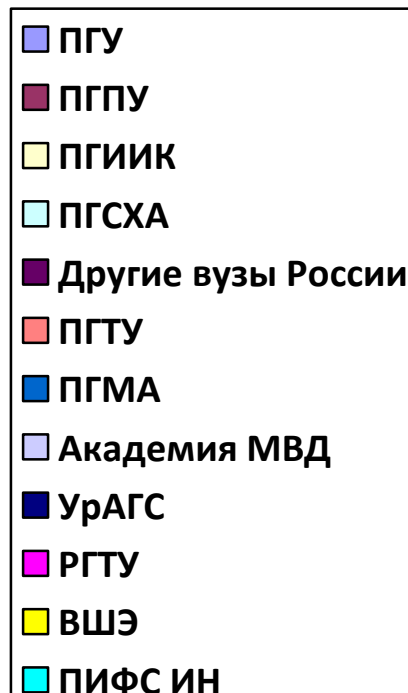 ПГУ
ПГПУ
ПГИИК
ПГСХА
Другие вузы России
ПГТУ
ПГМА
Академия МВД
УрАГС
РГТУ
ВШЭ
ПИФС ИН